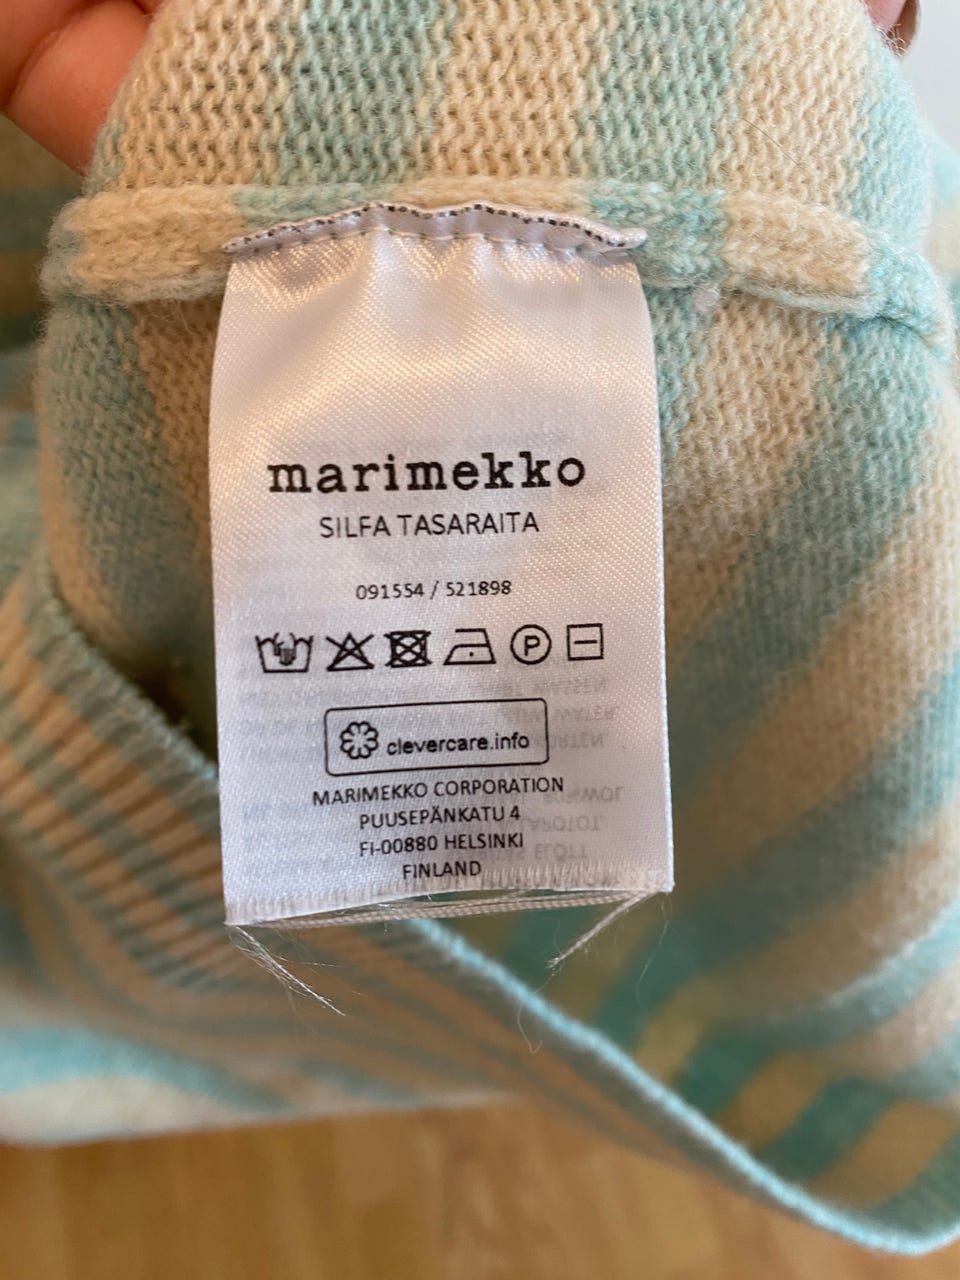 marimekko
SILFA TASARAITA
091554 / 521898
P
clevercare.info
MARIMEKKO CORPORATION
PUUSEPÄNKATU 4
FI-00880 HELSINKI
FINLAND